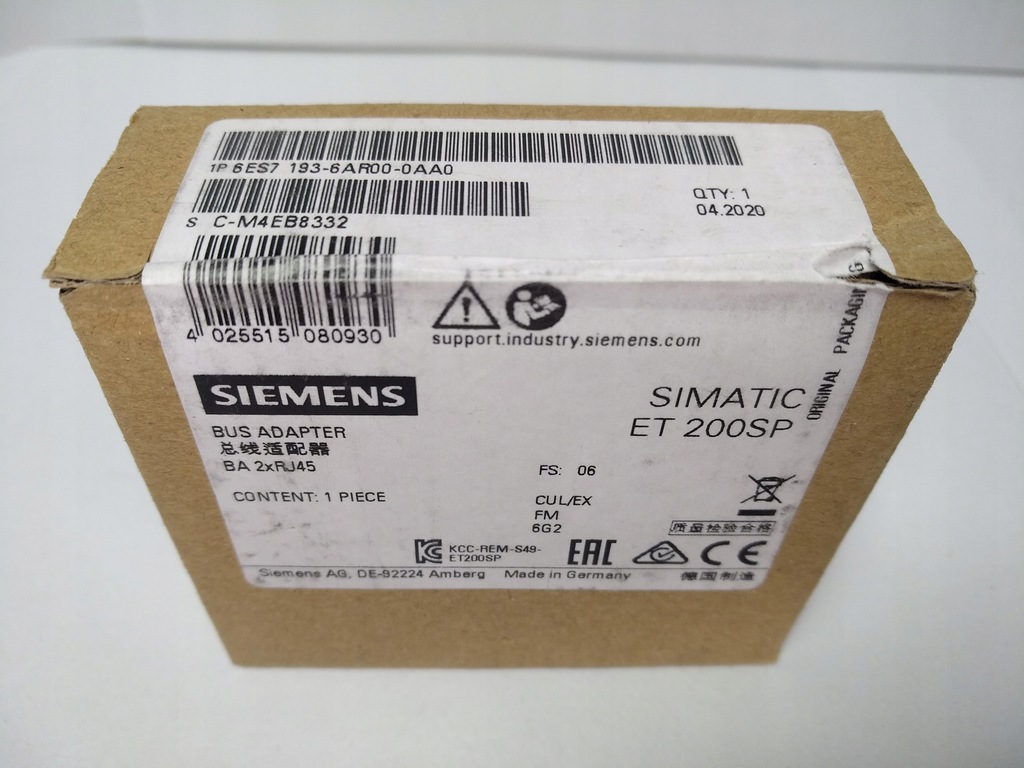 1P 6ES7 193-6AR00-0AA0
S C-M4EB8332
QTY: 1
04.2020
4 025515 080930
support.industry.siemens.com
ORIGINAL PACKAGING
SIEMENS
SIMATIC
ET 200SP
BUS ADAPTER
总线适配器
BA 2xRJ45
FS: 06
CONTENT: 1 PIECE
CUL/EX
FM
6G2
质量检验合格
KCC-REM-S49-
ET200SP
EAC
CE
Siemens AG, DE-92224 Amberg Made in Germany
德国制造